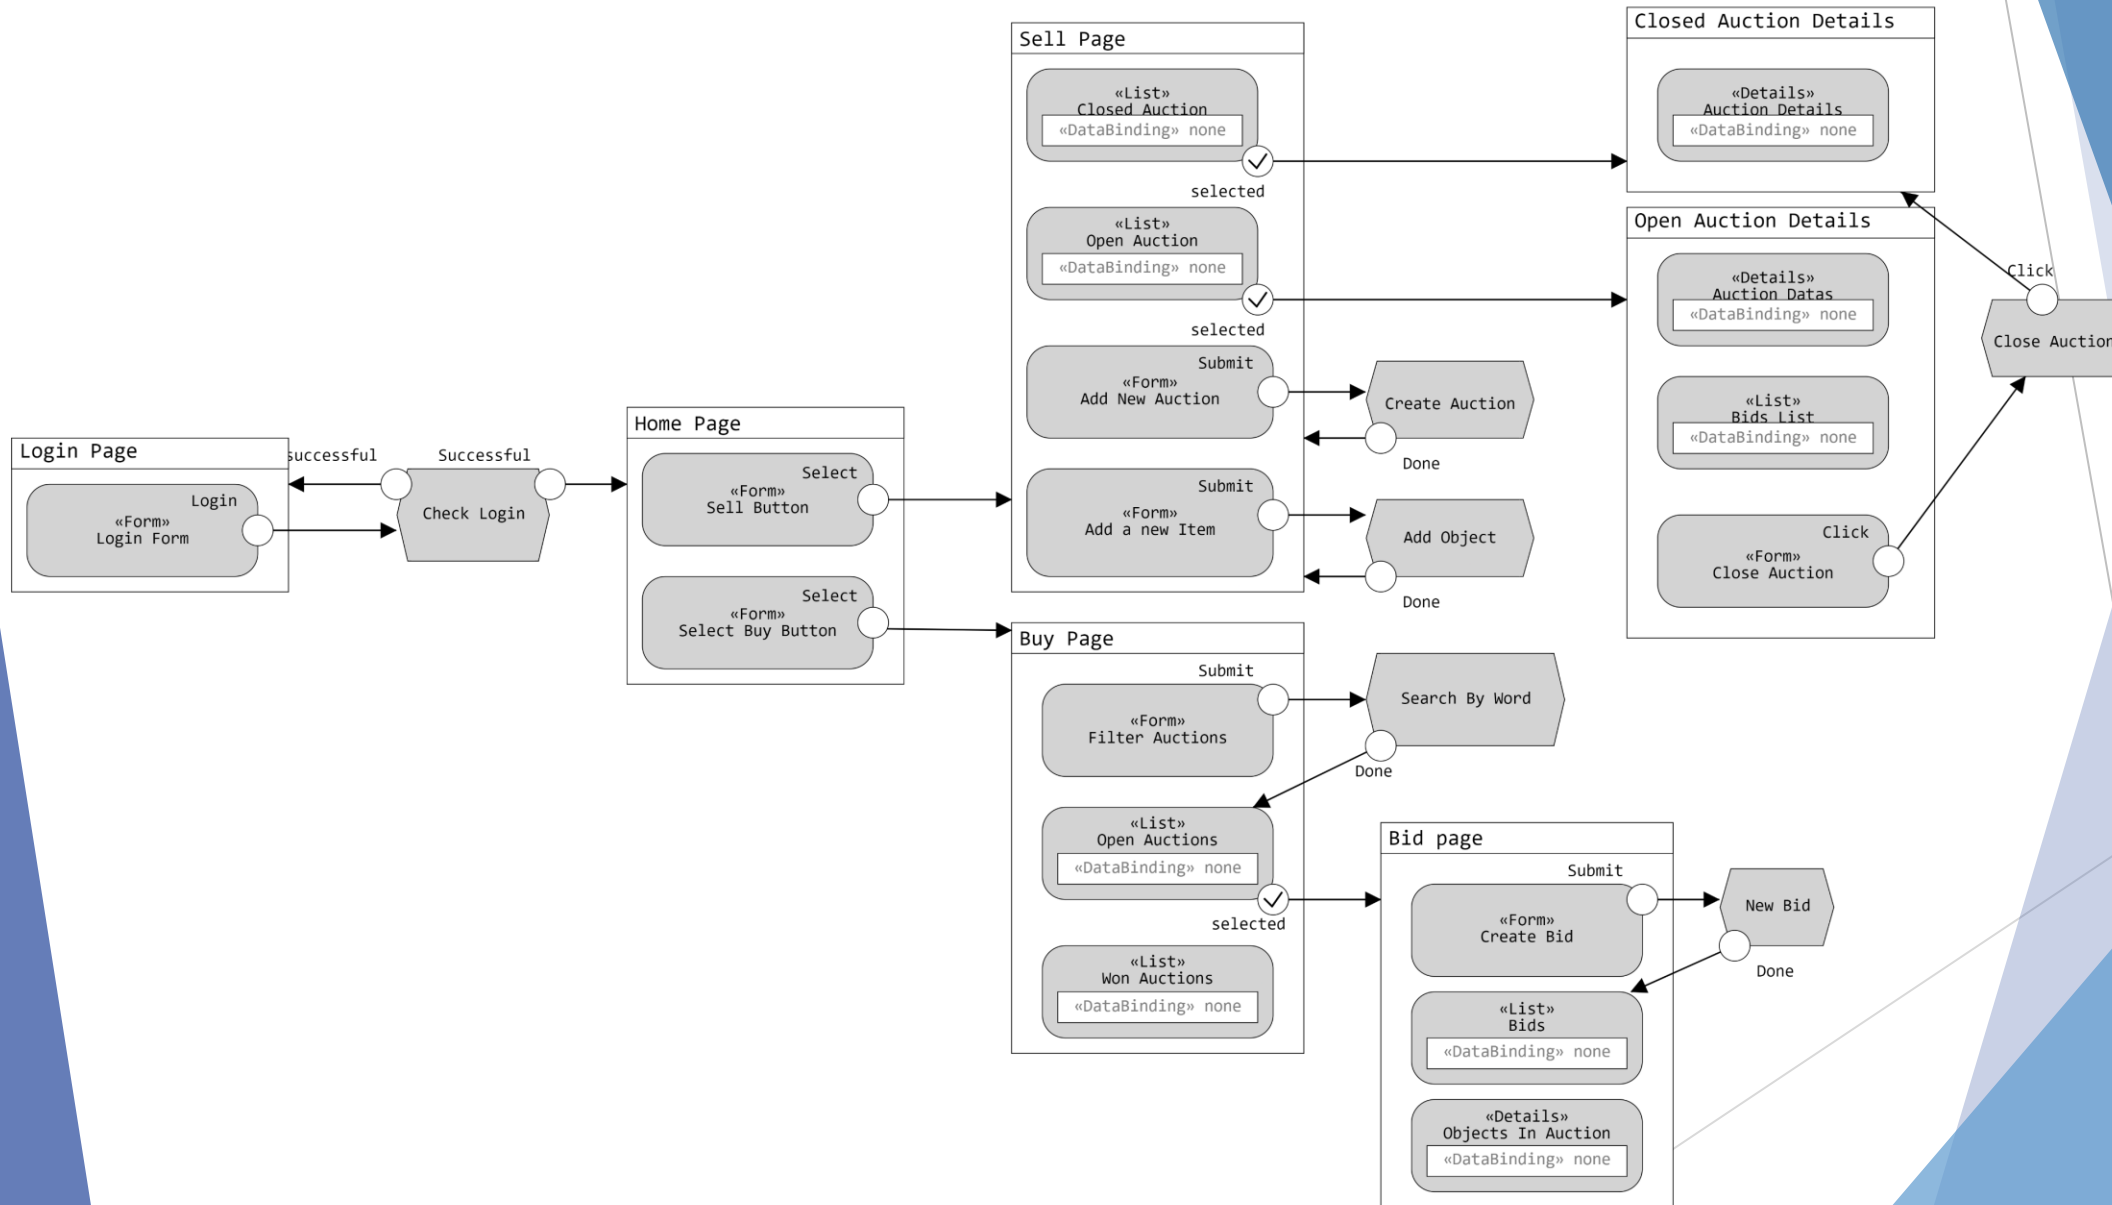 Login Page
Login
«Form»
Login Form
successful
Successful
Check Login
Home Page
Select
«Form»
Sell Button
Select
«Form»
Select Buy Button
Sell Page
«List»
Closed Auction
«DataBinding» none
selected
«List»
Open Auction
«DataBinding» none
selected
Submit
«Form»
Add New Auction
Create Auction
Done
Submit
«Form»
Add a new Item
Add Object
Done
Buy Page
Submit
«Form»
Filter Auctions
Search By Word
Done
«List»
Open Auctions
«DataBinding» none
selected
«List»
Won Auctions
«DataBinding» none
Bid page
Submit
«Form»
Create Bid
New Bid
Done
«List»
Bids
«DataBinding» none
«Details»
Objects In Auction
«DataBinding» none
Closed Auction Details
«Details»
Auction Details
«DataBinding» none
Open Auction Details
«Details»
Auction Datas
«DataBinding» none
«List»
Bids List
«DataBinding» none
Click
«Form»
Close Auction
Click
Close Auction